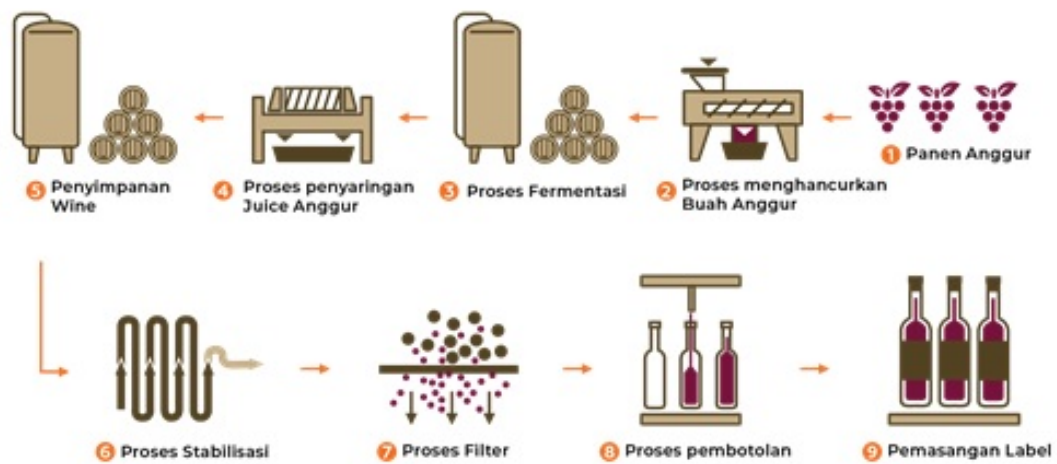 1 Panen Anggur
2 Proses menghancurkan
Buah Anggur
3 Proses Fermentasi
4 Proses penyaringan
Juice Anggur
5 Penyimpanan
Wine
6 Proses Stabilisasi
7 Proses Filter
8 Proses pembotolan
9 Pemasangan Label